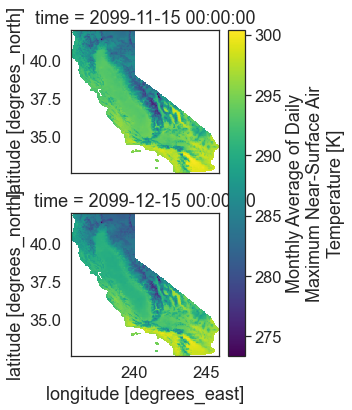 time = 2099-11-15 00:00:00
latitude [degrees_north]
40.0
37.5
35.0
time = 2099-12-15 00:00:00
latitude [degrees_north]
40.0
37.5
35.0
240
245
longitude [degrees_east]
300
295
290
285
280
275
Monthly Average of Daily
Maximum Near-Surface Air
Temperature [K]